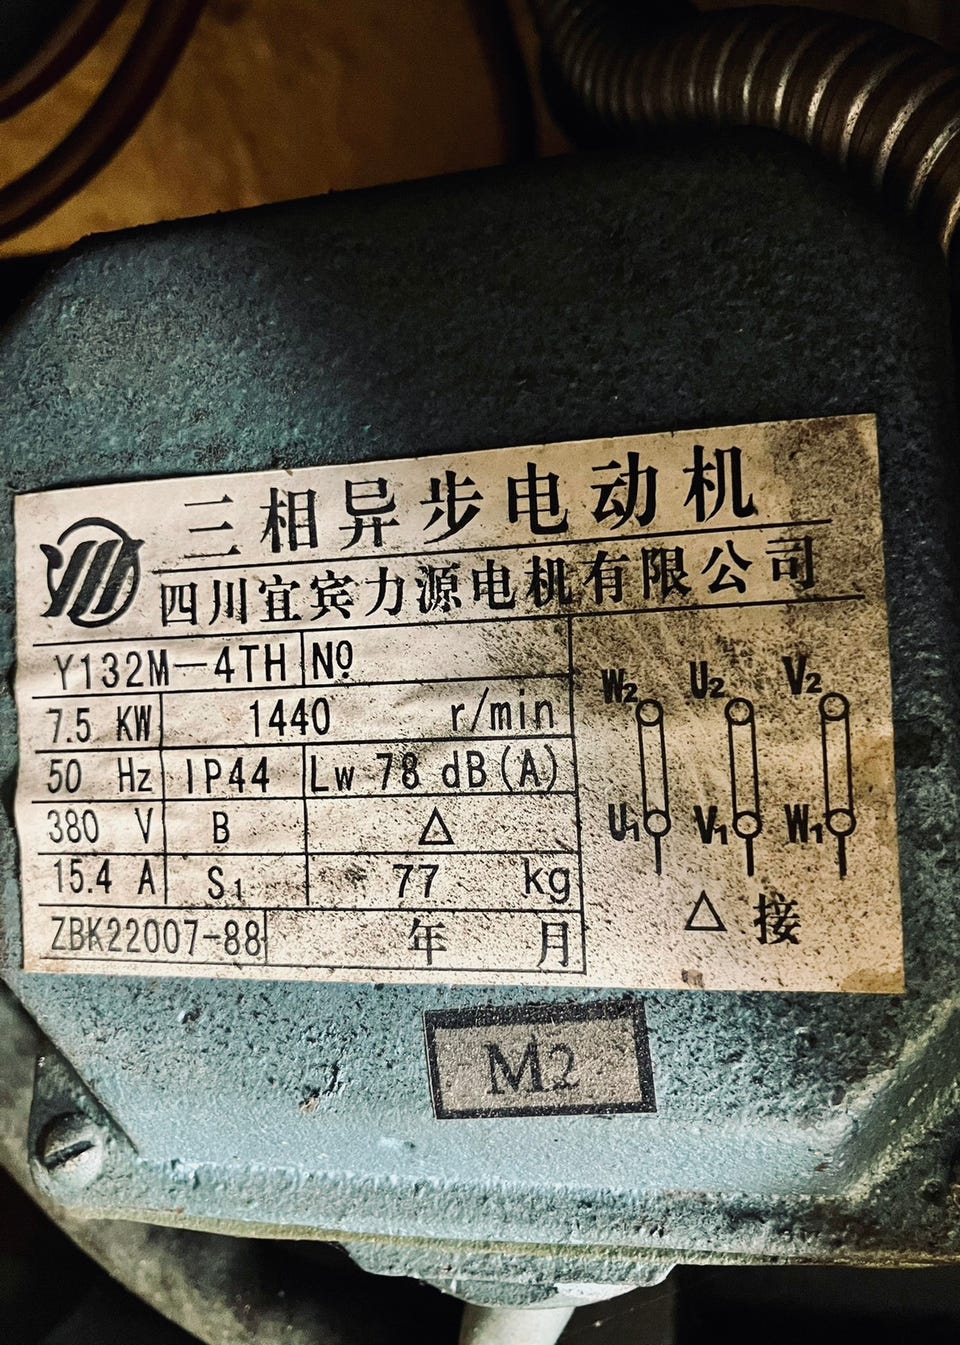 三相异步电动机
四川宜宾力源电机有限公司
Y132M-4TH №
7.5 KW 1440 r/min
50 Hz IP44 Lw 78 dB(A)
380 V B △
15.4 A S₁ 77 kg
ZBK22007-88 年 月
W₂ U₂ V₂
U₁ V₁ W₁
△ 接
M2